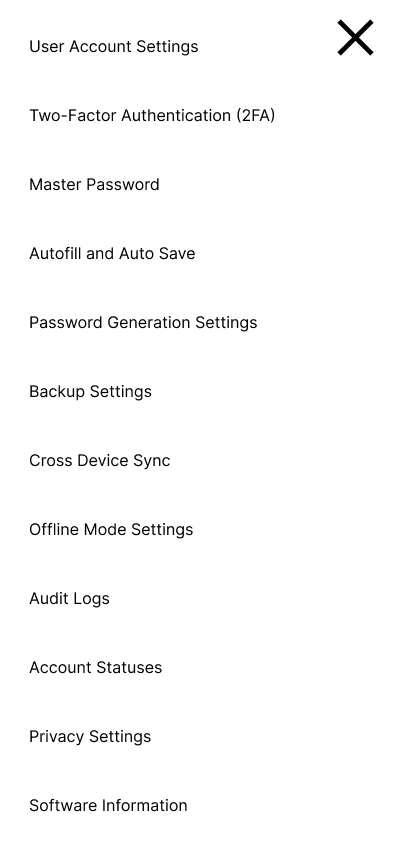 User Account Settings
Two-Factor Authentication (2FA)
Master Password
Autofill and Auto Save
Password Generation Settings
Backup Settings
Cross Device Sync
Offline Mode Settings
Audit Logs
Account Statuses
Privacy Settings
Software Information